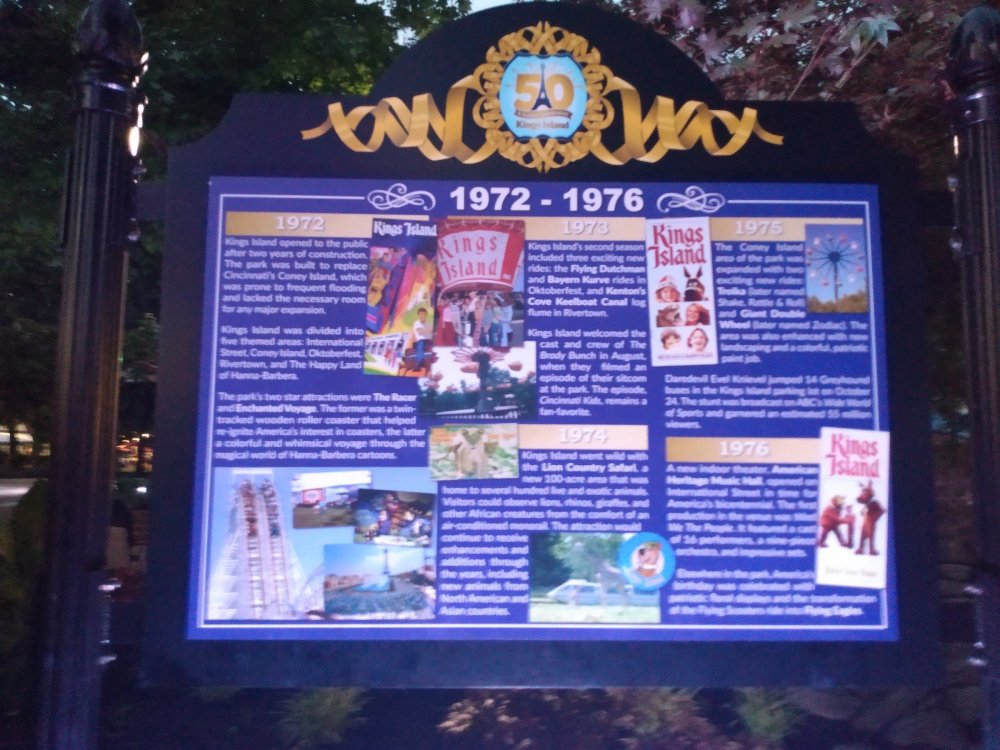 50
Kings Island
1972 - 1976
1972
Kings Island opened to the public
after two years of construction.
The park was built to replace
Cincinnati's Coney Island, which
was prone to frequent flooding
and lacked the necessary room
for any major expansion.
Kings Island was divided into
five themed areas: International
Street, Coney Island, Oktoberfest,
Rivertown, and The Happy Land
of Hanna-Barbera.
The park's two star attractions were The Racer
and Enchanted Voyage. The former was a twin-
tracked wooden roller coaster that helped
re-ignite America's interest in coasters, the latter
a colorful and whimsical voyage through the
magical world of Hanna-Barbera cartoons.
Kings Island
Kings
Island
1973
Kings Island's second season
included three exciting new
rides: the Flying Dutchman
and Bayern Kurve rides in
Oktoberfest, and Kenton's
Cove Keelboat Canal log
flume in Rivertown.
Kings Island welcomed the
cast and crew of The
Brady Bunch in August,
when they filmed an
episode of their sitcom
at the park. The episode,
Cincinnati Kids, remains a
fan-favorite.
1974
Kings Island went wild with
the Lion Country Safari, a
new 100-acre area that was
home to several hundred live and exotic animals.
Visitors could observe lions, rhinos, giraffes, and
other African creatures from the comfort of an
air-conditioned monorail. The attraction would
continue to receive
enhancements and
additions through
the years, including
new animals from
North American and
Asian countries.
Kings
Island
1975
The Coney Island
area of the park was
expanded with two
exciting new rides:
Troika (later named
Shake, Rattle & Roll)
and Giant Double
Wheel (later named Zodiac). The
area was also enhanced with new
landscaping and a colorful, patriotic
paint job.
Daredevil Evel Knievel jumped 14 Greyhound
buses in the Kings Island parking lot on October
24. The stunt was broadcast on ABC's Wide World
of Sports and garnered an estimated 55 million
viewers.
1976
A new indoor theater, American
Heritage Music Hall, opened on
International Street in time for
America's bicentennial. The first
production in the venue was titled
We The People. It featured a cast
of 16 performers, a nine-piece
orchestra, and impressive sets.
Elsewhere in the park, America's
birthday was celebrated with
patriotic floral displays and the transformation
of the Flying Scooters ride into Flying Eagles.
Kings
Island